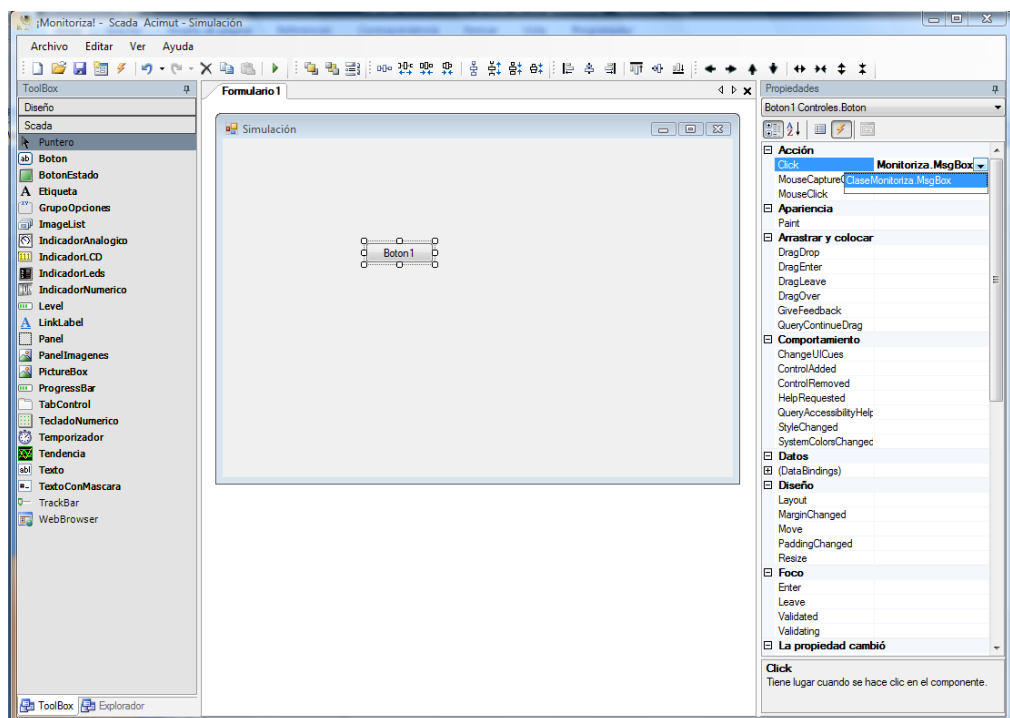 ¡Monitoriza! - Scada Acimut - Simulación
Archivo Editar Ver Ayuda
ToolBox
Diseño
Scada
Puntero
Boton
BotonEstado
Etiqueta
GrupoOpciones
ImageList
IndicadorAnalogico
IndicadorLCD
IndicadorLeds
IndicadorNumerico
Level
LinkLabel
Panel
PanelImagenes
PictureBox
ProgressBar
TabControl
TecladoNumerico
Temporizador
Tendencia
Texto
TextoConMascara
TrackBar
WebBrowser
ToolBox Explorador
Formulario1
Simulación
Boton1
Propiedades
Boton1 Controles.Boton
Acción
Click Monitoriza.MsgBox
MouseCaptureC
ClaseMonitoriza.MsgBox
MouseClick
Apariencia
Paint
Arrastrar y colocar
DragDrop
DragEnter
DragLeave
DragOver
GiveFeedback
QueryContinueDrag
Comportamiento
ChangeUICues
ControlAdded
ControlRemoved
HelpRequested
QueryAccessibilityHelp
StyleChanged
SystemColorsChanged
Datos
(DataBindings)
Diseño
Layout
MarginChanged
Move
PaddingChanged
Resize
Foco
Enter
Leave
Validated
Validating
La propiedad cambió
Click
Tiene lugar cuando se hace clic en el componente.